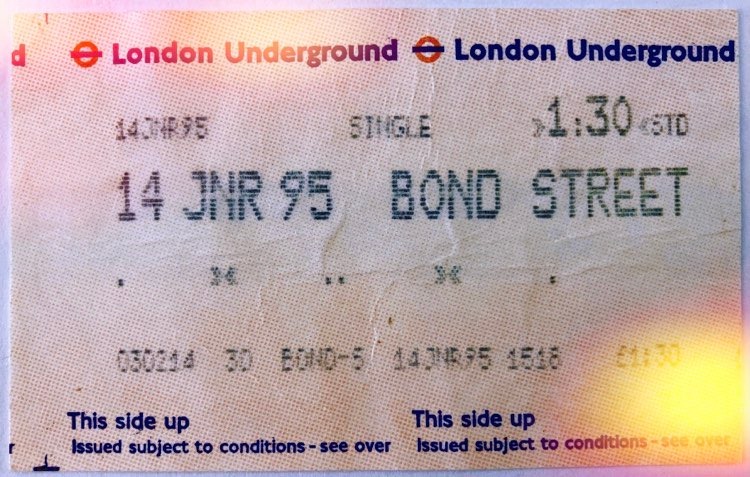 d London Underground London Underground
14JNR95 SINGLE »1:30«STD
14 JNR 95 BOND STREET
. »« .. »« .
030214 30 BOND-S 14JNR95 1518 £1:30
This side up This side up
r Issued subject to conditions - see over Issued subject to conditions - see over